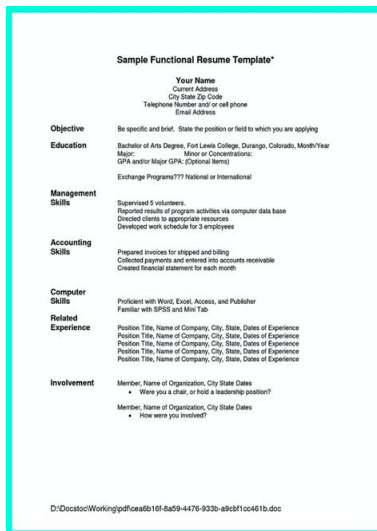 Sample Functional Resume Template*
Your Name
Current Address
City State Zip Code
Telephone Number and/ or cell phone
Email Address
Objective Be specific and brief. State the position or field to which you are applying
Education Bachelor of Arts Degree, Fort Lewis College, Durango, Colorado, Month/Year
Major: Minor or Concentrations:
GPA and/or Major GPA: (Optional Items)
Exchange Programs??? National or International
Management
Skills Supervised 5 volunteers.
Reported results of program activities via computer data base
Directed clients to appropriate resources
Developed work schedule for 3 employees
Accounting
Skills Prepared invoices for shipped and billing
Collected payments and entered into accounts receivable
Created financial statement for each month
Computer
Skills Proficient with Word, Excel, Access, and Publisher
Familiar with SPSS and Mini Tab
Related
Experience Position Title, Name of Company, City, State, Dates of Experience
Position Title, Name of Company, City, State, Dates of Experience
Position Title, Name of Company, City, State, Dates of Experience
Position Title, Name of Company, City, State, Dates of Experience
Position Title, Name of Company, City, State, Dates of Experience
Involvement Member, Name of Organization, City State Dates
• Were you a chair, or hold a leadership position?
Member, Name of Organization, City State Dates
• How were you involved?
D:\Docstoc\Working\pdf\cea6b16f-8a59-4476-933b-a9cbf1cc461b.doc